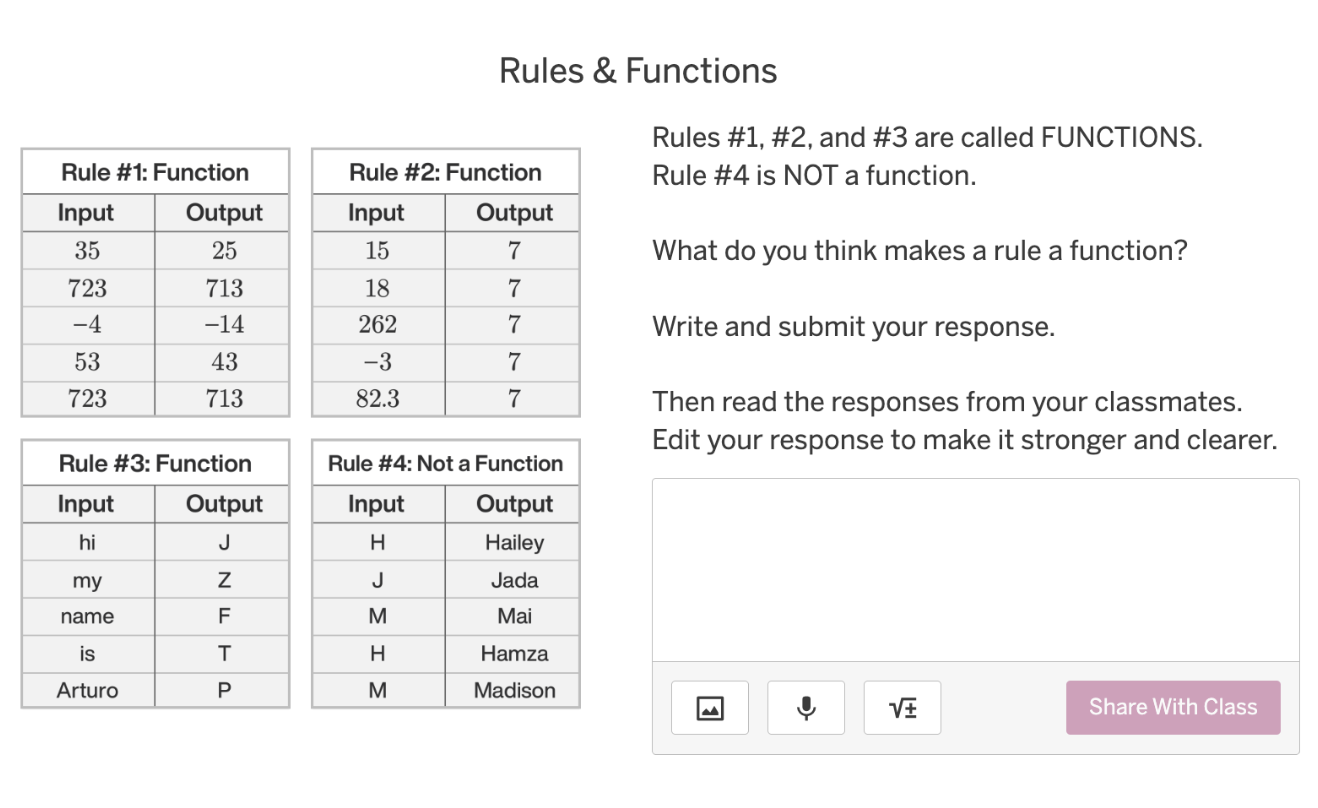 Rules & Functions
Rule #1: Function
Input Output
35 25
723 713
−4 −14
53 43
723 713
Rule #2: Function
Input Output
15 7
18 7
262 7
−3 7
82.3 7
Rule #3: Function
Input Output
hi J
my Z
name F
is T
Arturo P
Rule #4: Not a Function
Input Output
H Hailey
J Jada
M Mai
H Hamza
M Madison
Rules #1, #2, and #3 are called FUNCTIONS.
Rule #4 is NOT a function.
What do you think makes a rule a function?
Write and submit your response.
Then read the responses from your classmates.
Edit your response to make it stronger and clearer.
√±
Share With Class